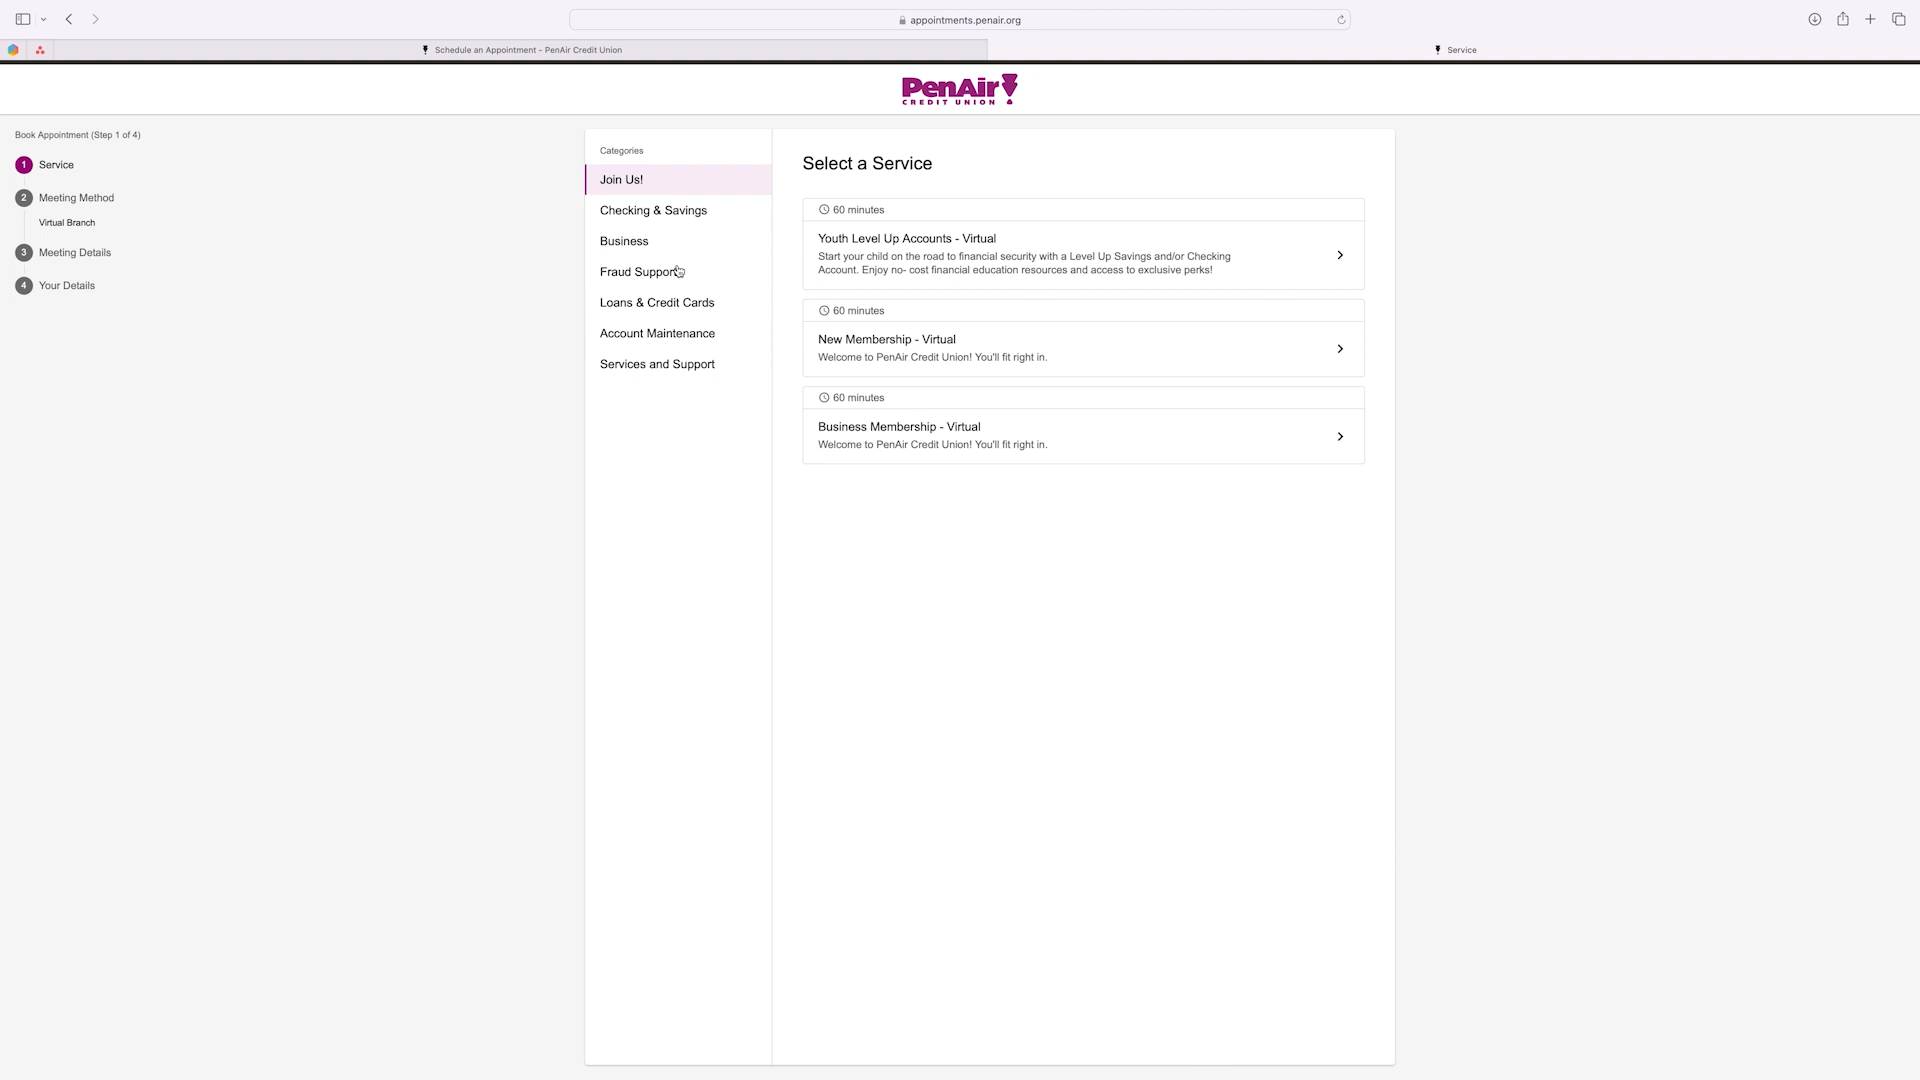 appointments.penair.org
Schedule an Appointment - PenAir Credit Union
Service
PenAir
CREDIT UNION
Book Appointment (Step 1 of 4)
1 Service
2 Meeting Method
Virtual Branch
3 Meeting Details
4 Your Details
Categories
Join Us!
Checking & Savings
Business
Fraud Support
Loans & Credit Cards
Account Maintenance
Services and Support
Select a Service
60 minutes
Youth Level Up Accounts - Virtual
Start your child on the road to financial security with a Level Up Savings and/or Checking
Account. Enjoy no- cost financial education resources and access to exclusive perks!
60 minutes
New Membership - Virtual
Welcome to PenAir Credit Union! You'll fit right in.
60 minutes
Business Membership - Virtual
Welcome to PenAir Credit Union! You'll fit right in.